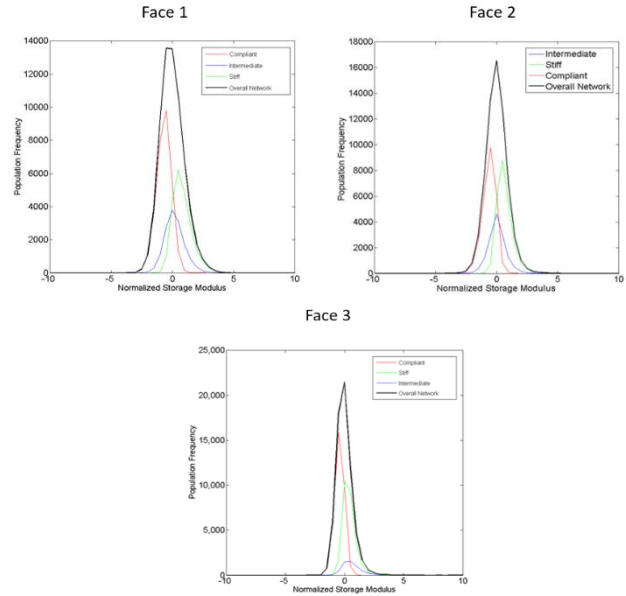 Face 1
14000
12000
10000
8000
6000
4000
2000
0
Population Frequency
Compliant
Intermediate
Stiff
Overall Network
-10
-5
0
5
10
Normalized Storage Modulus
Face 2
18000
16000
14000
12000
10000
8000
6000
4000
2000
0
Population Frequency
Intermediate
Stiff
Compliant
Overall Network
-10
-5
0
5
10
Normalized Storage Modulus
Face 3
25,000
20,000
15,000
10,000
5,000
0
Population Frequency
Compliant
Stiff
Intermediate
Overall Network
-10
-5
0
5
10
Normalized Storage Modulus